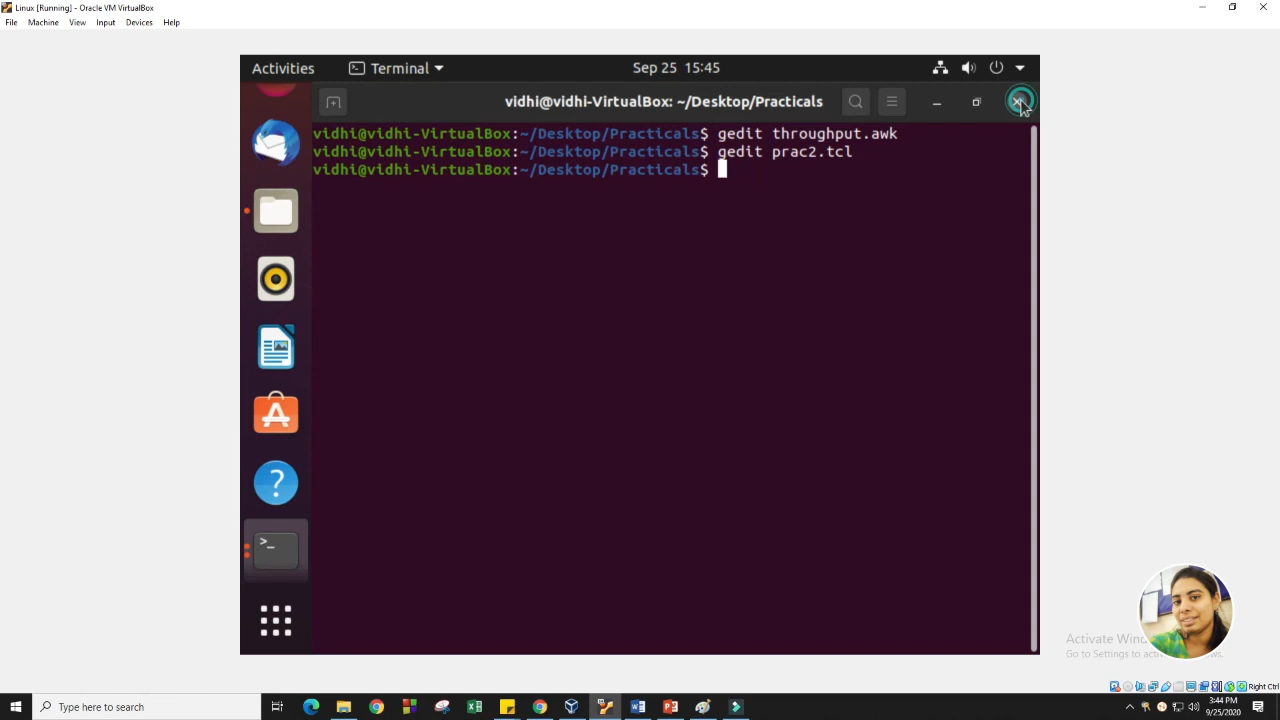 Linux [Running] - Oracle VM VirtualBox
File Machine View Input Devices Help
Activities Terminal Sep 25 15:45
vidhi@vidhi-VirtualBox: ~/Desktop/Practicals
vidhi@vidhi-VirtualBox:~/Desktop/Practicals$ gedit throughput.awk
vidhi@vidhi-VirtualBox:~/Desktop/Practicals$ gedit prac2.tcl
vidhi@vidhi-VirtualBox:~/Desktop/Practicals$
Activate
Go to Settings to
Right Ctrl
Type here to search
3:44 PM
9/25/2020